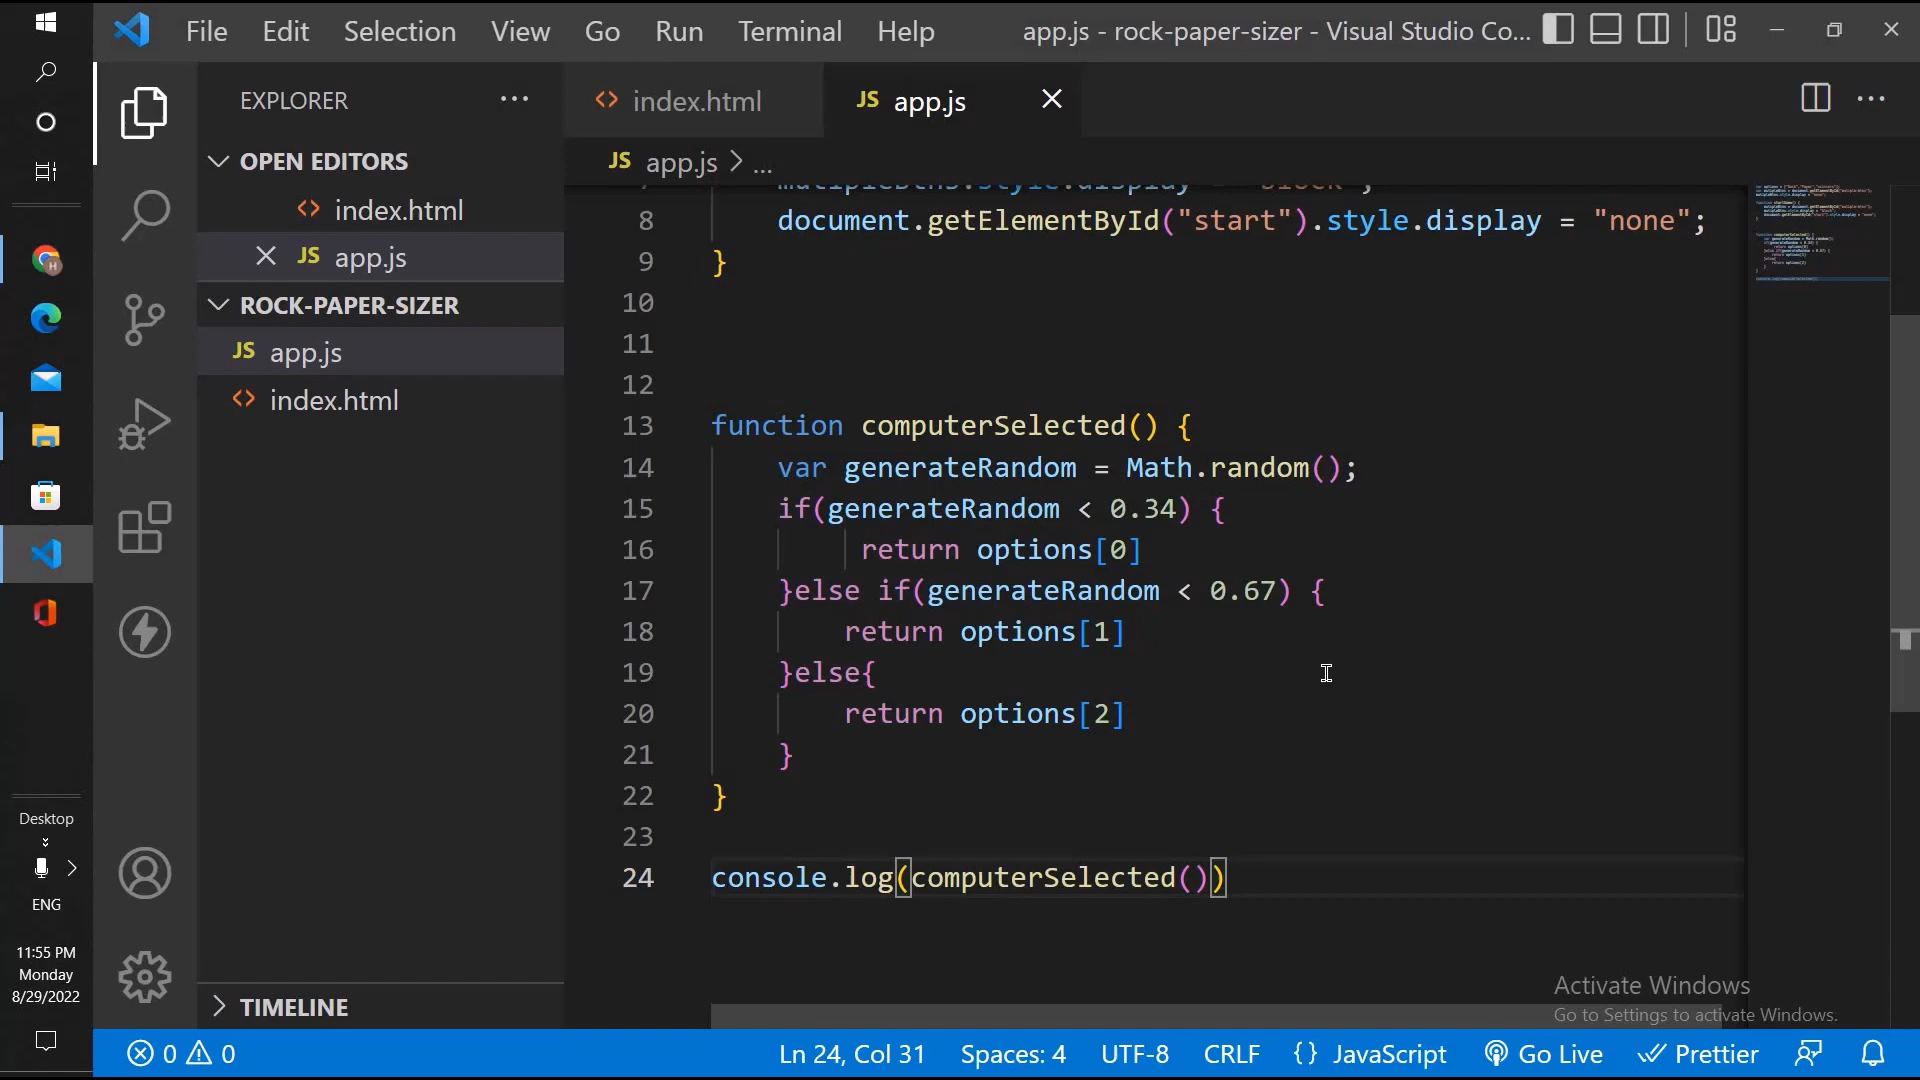 File Edit Selection View Go Run Terminal Help app.js - rock-paper-sizer - Visual Studio Co...
EXPLORER
index.html
JS app.js
OPEN EDITORS
index.html
JS app.js
ROCK-PAPER-SIZER
JS app.js
index.html
TIMELINE
JS app.js > ...
8 document.getElementById("start").style.display = "none";
9 }
10
11
12
13 function computerSelected() {
14 var generateRandom = Math.random();
15 if(generateRandom < 0.34) {
16 return options[0]
17 }else if(generateRandom < 0.67) {
18 return options[1]
19 }else{
20 return options[2]
21 }
22 }
23
24 console.log(computerSelected())
Activate Windows
Go to Settings to activate Windows.
Desktop
ENG
11:55 PM
Monday
8/29/2022
0 0 Ln 24, Col 31 Spaces: 4 UTF-8 CRLF {} JavaScript Go Live Prettier